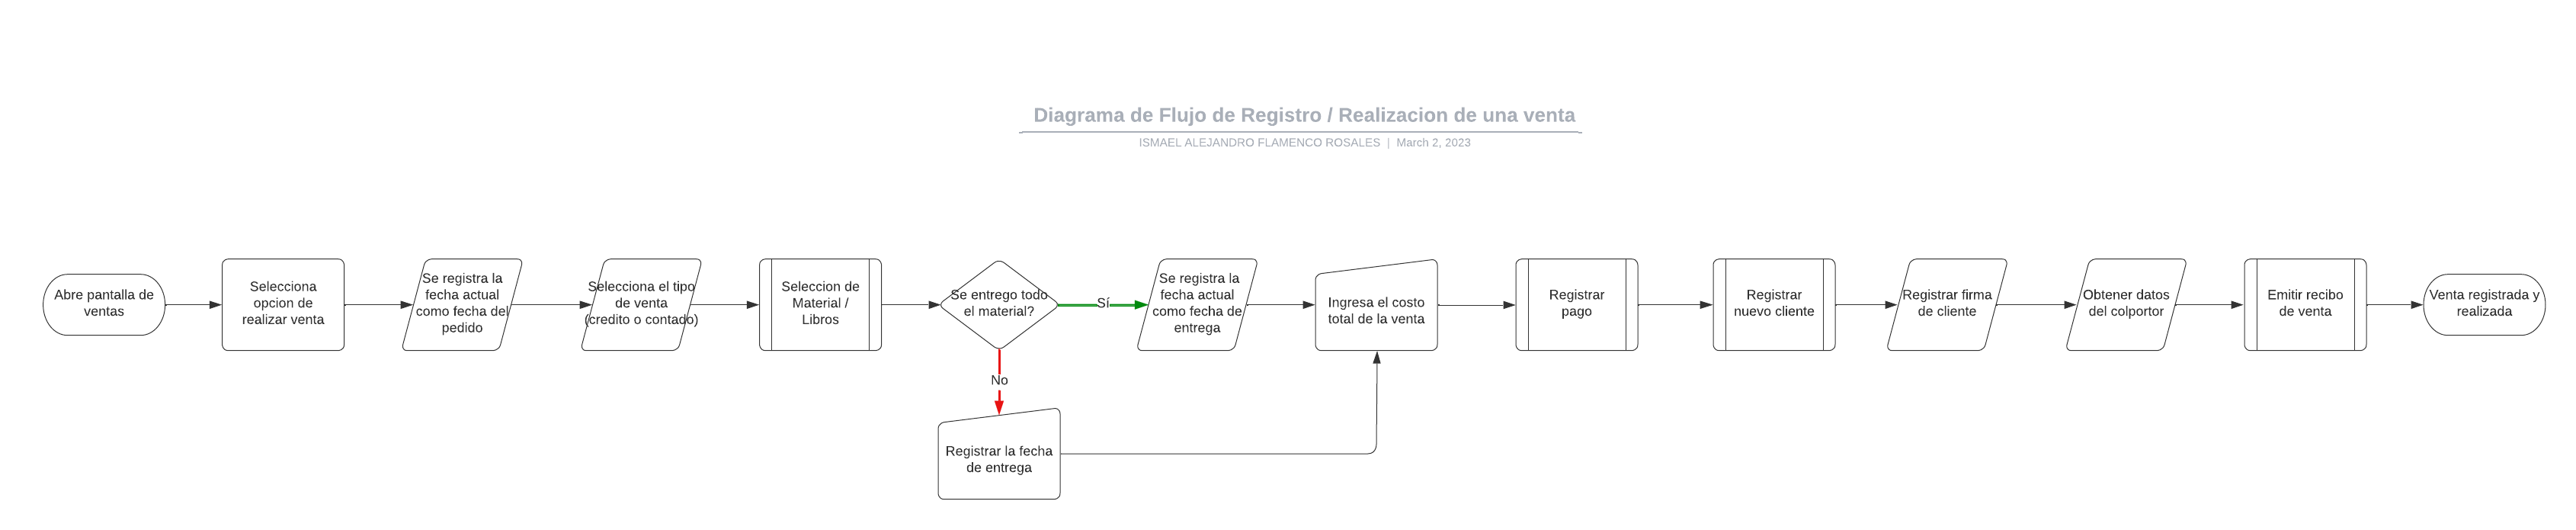 Diagrama de Flujo de Registro / Realizacion de una venta
ISMAEL ALEJANDRO FLAMENCO ROSALES | March 2, 2023
Abre pantalla de
ventas
Selecciona
opcion de
realizar venta
Se registra la
fecha actual
como fecha del
pedido
Selecciona el tipo
de venta
(credito o contado)
Seleccion de
Material /
Libros
Se entrego todo
el material?
Sí
Se registra la
fecha actual
como fecha de
entrega
Ingresa el costo
total de la venta
Registrar
pago
Registrar
nuevo cliente
Registrar firma
de cliente
Obtener datos
del colportor
Emitir recibo
de venta
Venta registrada y
realizada
No
Registrar la fecha
de entrega